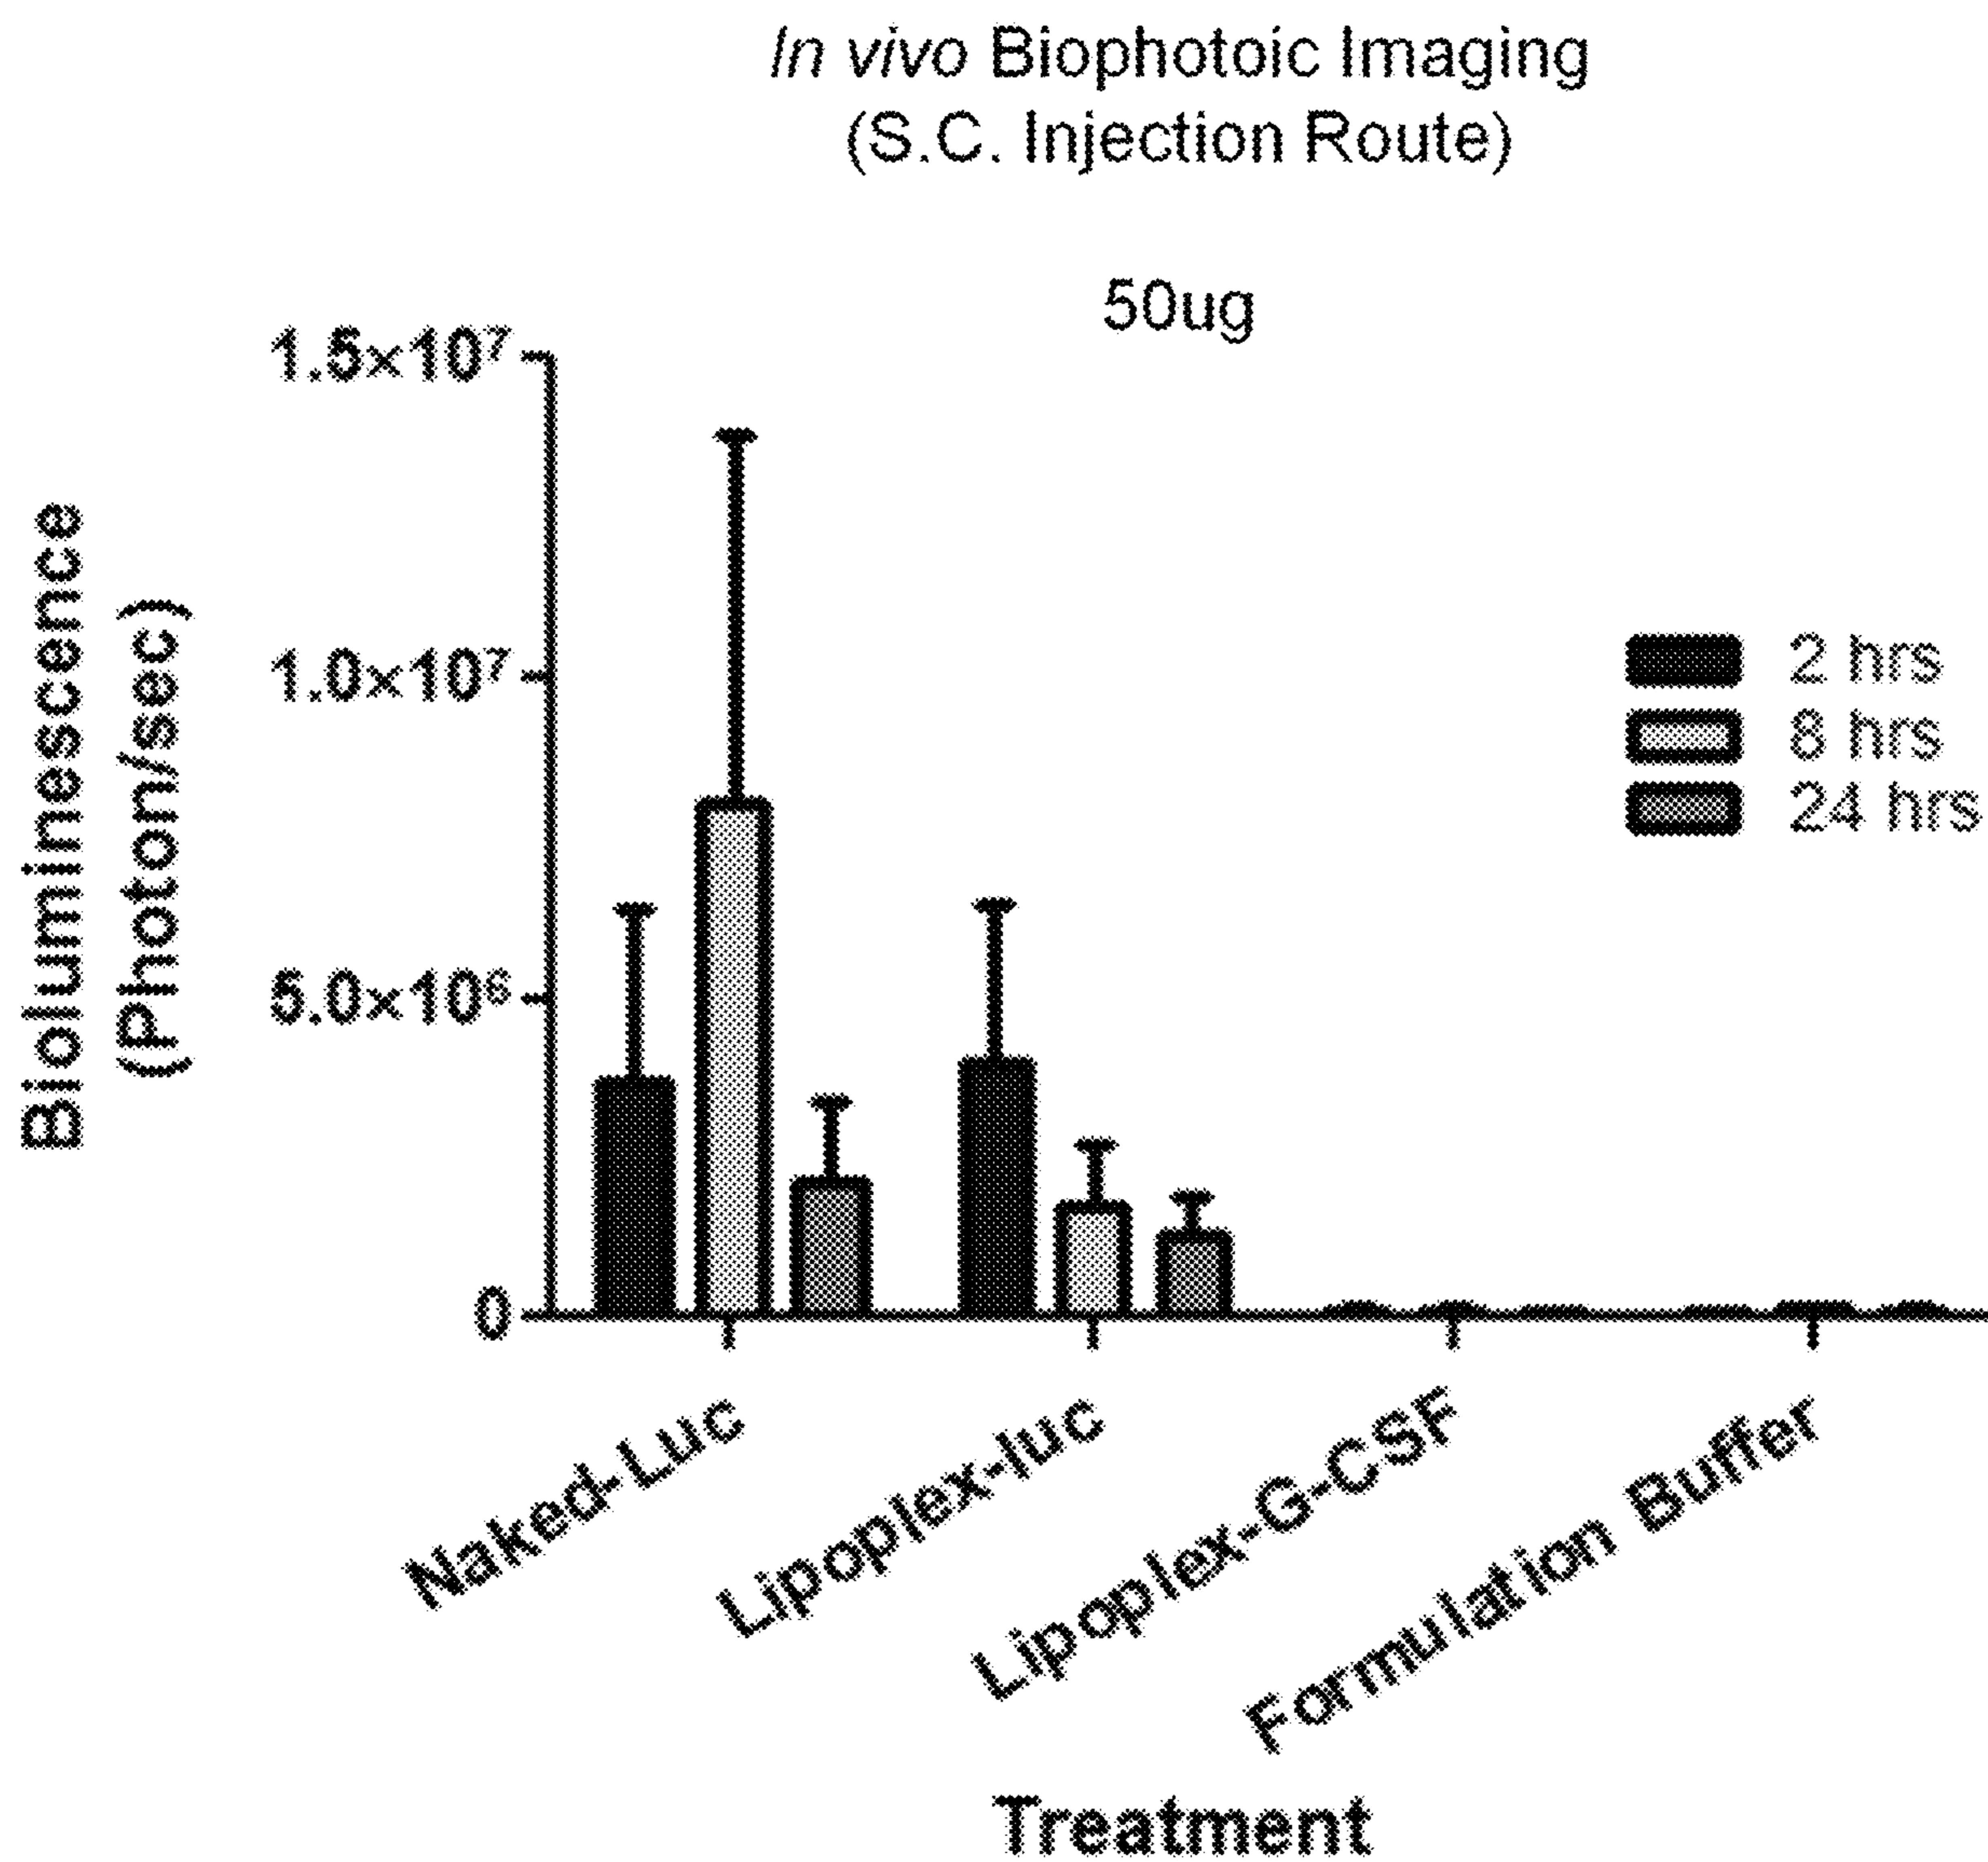 In vivo Biophotoic Imaging
(S.C. Injection Route)
50ug
Bioluminescence
(Photon/sec)
1.5×10⁷
1.0×10⁷
5.0×10⁶
0
2 hrs
8 hrs
24 hrs
Naked-Luc
Lipoplex-luc
Lipoplex-G-CSF
Formulation Buffer
Treatment